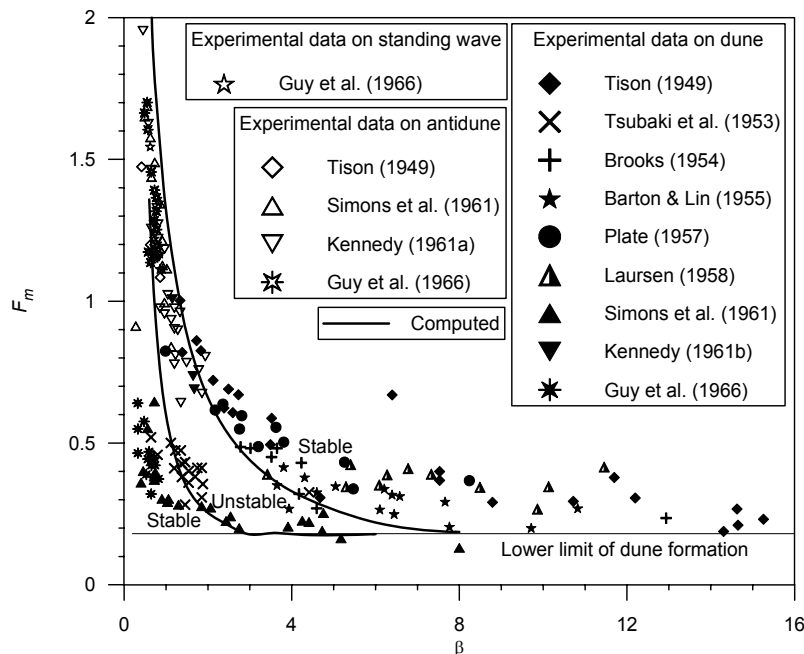 2
1.5
1
0.5
0
F_m
0 4 8 12 16
β
Experimental data on standing wave
Guy et al. (1966)
Experimental data on antidune
Tison (1949)
Simons et al. (1961)
Kennedy (1961a)
Guy et al. (1966)
Computed
Experimental data on dune
Tison (1949)
Tsubaki et al. (1953)
Brooks (1954)
Barton & Lin (1955)
Plate (1957)
Laursen (1958)
Simons et al. (1961)
Kennedy (1961b)
Guy et al. (1966)
Stable
Unstable
Stable
Lower limit of dune formation